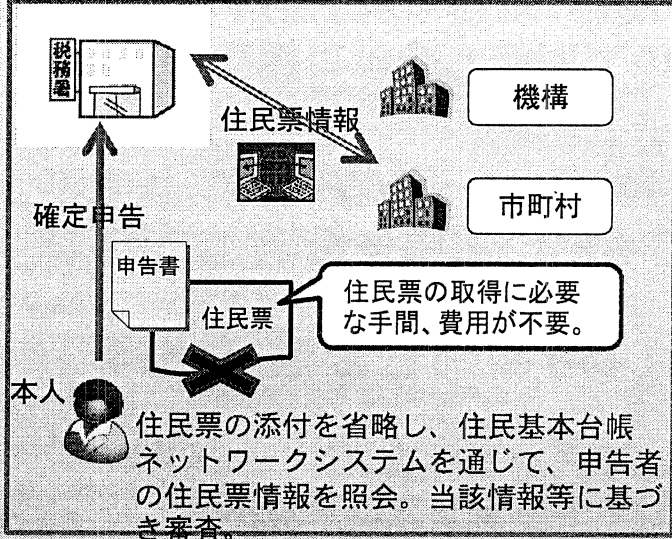 税務署
機構
住民票情報
市町村
確定申告
申告書
住民票
住民票の取得に必要
な手間、費用が不要。
本人
住民票の添付を省略し、住民基本台帳
ネットワークシステムを通じて、申告者
の住民票情報を照会。当該情報等に基づ
き審査。